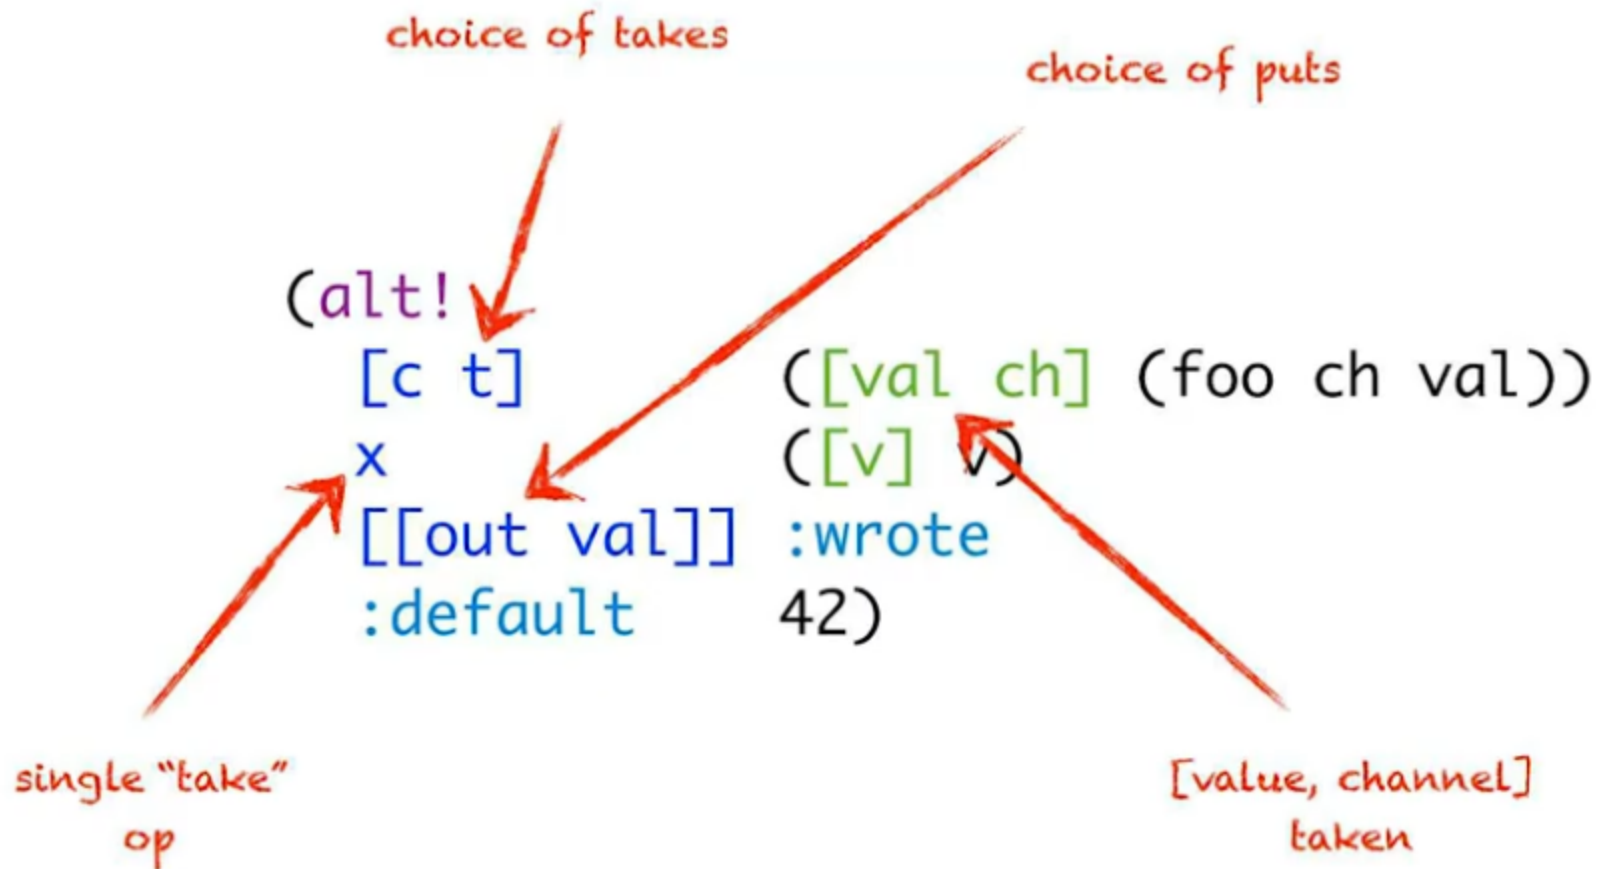 choice of takes
choice of puts
(alt!
[c t] ([val ch] (foo ch val))
x ([v] v)
[[out val]] :wrote
:default 42)
single “take”
op
[value, channel]
taken